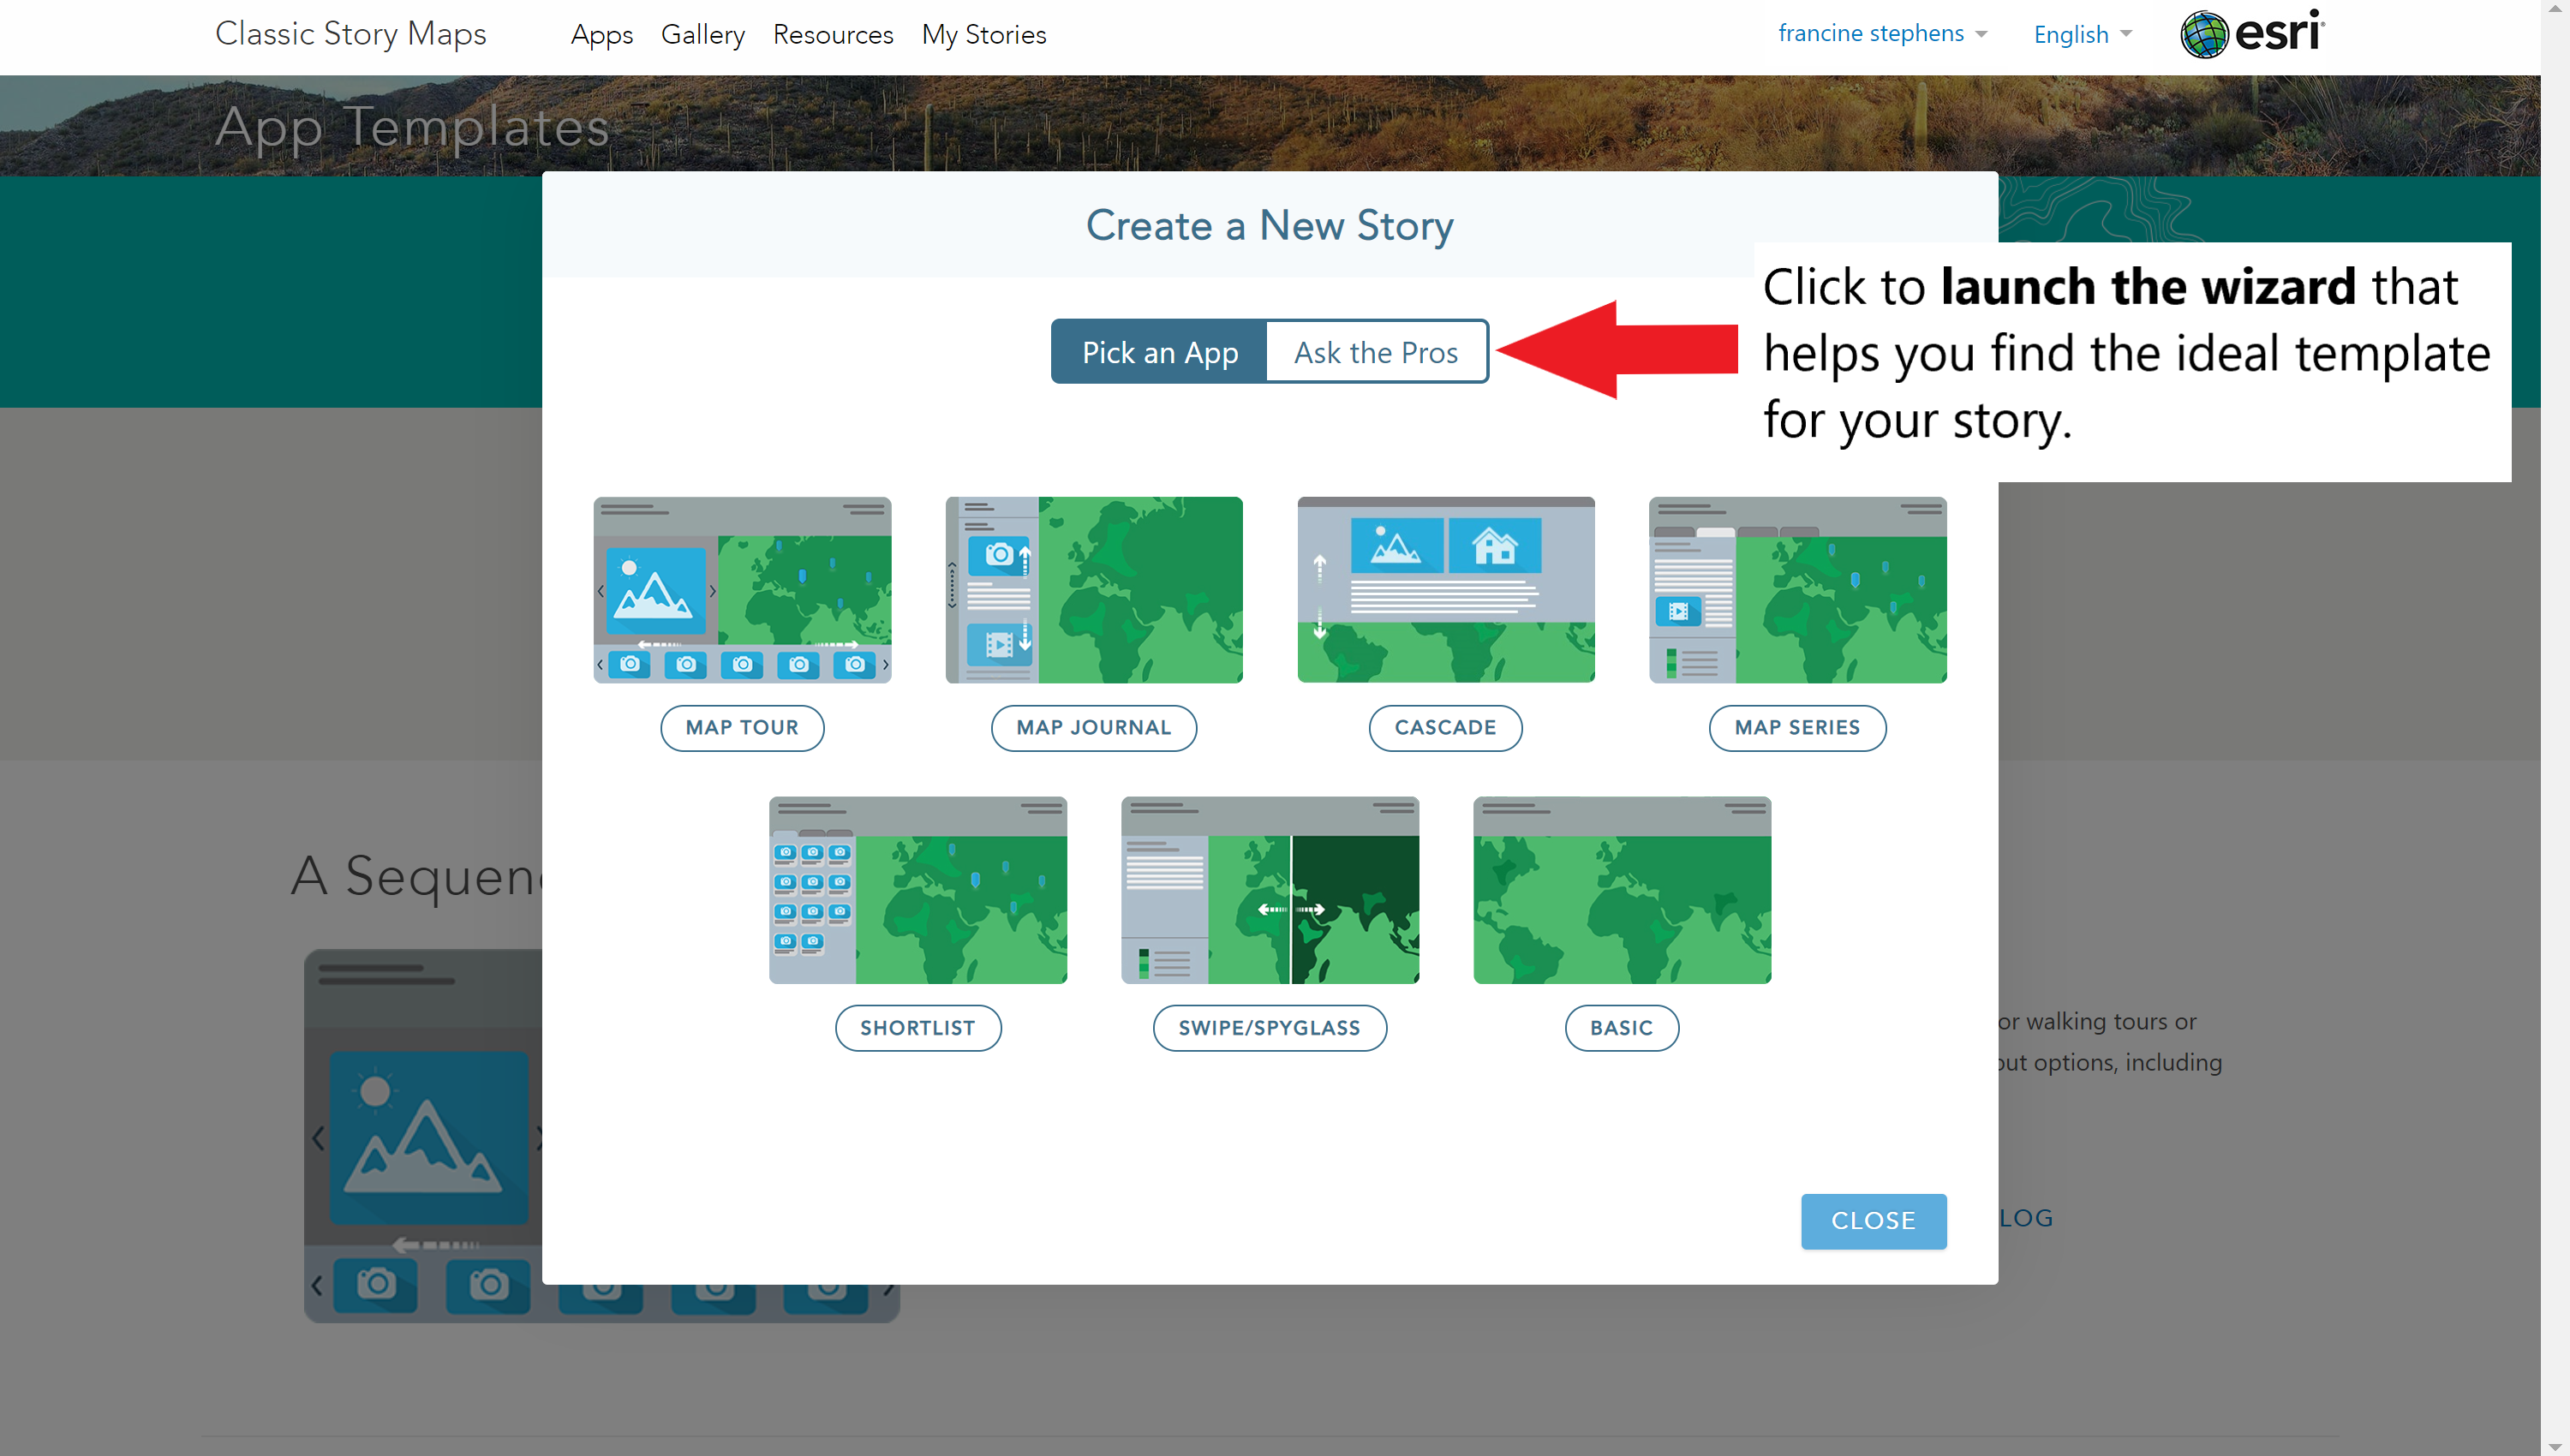 Classic Story Maps
Apps
Gallery
Resources
My Stories
francine stephens
English
esri
App Templates
Create a New Story
Pick an App
Ask the Pros
Click to launch the wizard that
helps you find the ideal template
for your story.
MAP TOUR
MAP JOURNAL
CASCADE
MAP SERIES
A Sequen
SHORTLIST
SWIPE/SPYGLASS
BASIC
or walking tours or
out options, including
CLOSE
LOG